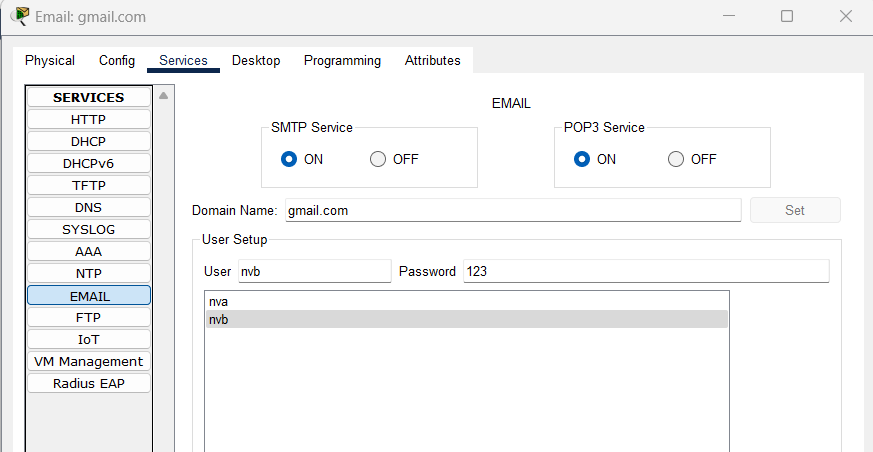 Email: gmail.com
Physical Config Services Desktop Programming Attributes
SERVICES
HTTP
DHCP
DHCPv6
TFTP
DNS
SYSLOG
AAA
NTP
EMAIL
FTP
IoT
VM Management
Radius EAP
EMAIL
SMTP Service
ON OFF
POP3 Service
ON OFF
Domain Name: gmail.com Set
User Setup
User nvb Password 123
nva
nvb